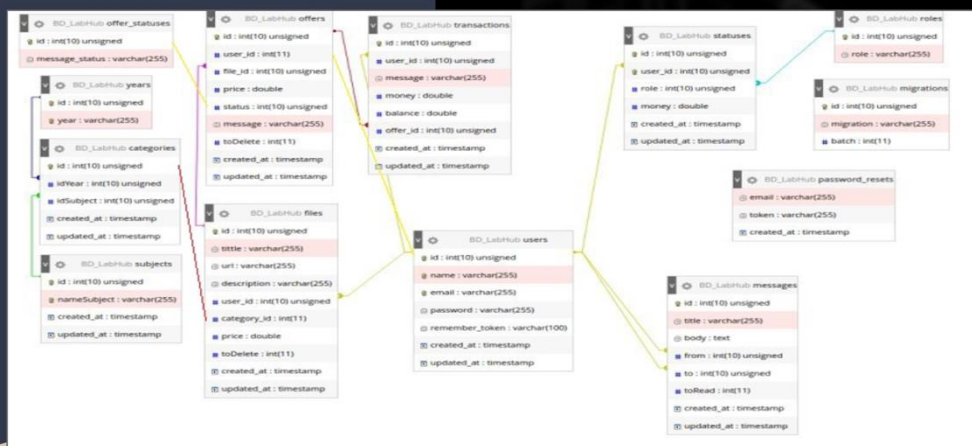 BD_LabHub offer_statuses
id : int(10) unsigned
message_status : varchar(255)
BD_LabHub years
id : int(10) unsigned
year : varchar(255)
BD_LabHub categories
id : int(10) unsigned
idYear : int(10) unsigned
idSubject : int(10) unsigned
created_at : timestamp
updated_at : timestamp
BD_LabHub subjects
id : int(10) unsigned
nameSubject : varchar(255)
created_at : timestamp
updated_at : timestamp
BD_LabHub offers
id : int(10) unsigned
user_id : int(11)
file_id : int(10) unsigned
price : double
status : int(10) unsigned
message : varchar(255)
toDelete : int(11)
created_at : timestamp
updated_at : timestamp
BD_LabHub files
id : int(10) unsigned
tittle : varchar(255)
url : varchar(255)
description : varchar(255)
user_id : int(10) unsigned
category_id : int(11)
price : double
toDelete : int(11)
created_at : timestamp
updated_at : timestamp
BD_LabHub transactions
id : int(10) unsigned
user_id : int(10) unsigned
message : varchar(255)
money : double
balance : double
offer_id : int(10) unsigned
created_at : timestamp
updated_at : timestamp
BD_LabHub users
id : int(10) unsigned
name : varchar(255)
email : varchar(255)
password : varchar(255)
remember_token : varchar(100)
created_at : timestamp
updated_at : timestamp
BD_LabHub statuses
id : int(10) unsigned
user_id : int(10) unsigned
role : int(10) unsigned
money : double
created_at : timestamp
updated_at : timestamp
BD_LabHub roles
id : int(10) unsigned
role : varchar(255)
BD_LabHub migrations
id : int(10) unsigned
migration : varchar(255)
batch : int(11)
BD_LabHub password_resets
email : varchar(255)
token : varchar(255)
created_at : timestamp
BD_LabHub messages
id : int(10) unsigned
title : varchar(255)
body : text
from : int(10) unsigned
to : int(10) unsigned
toRead : int(11)
created_at : timestamp
updated_at : timestamp